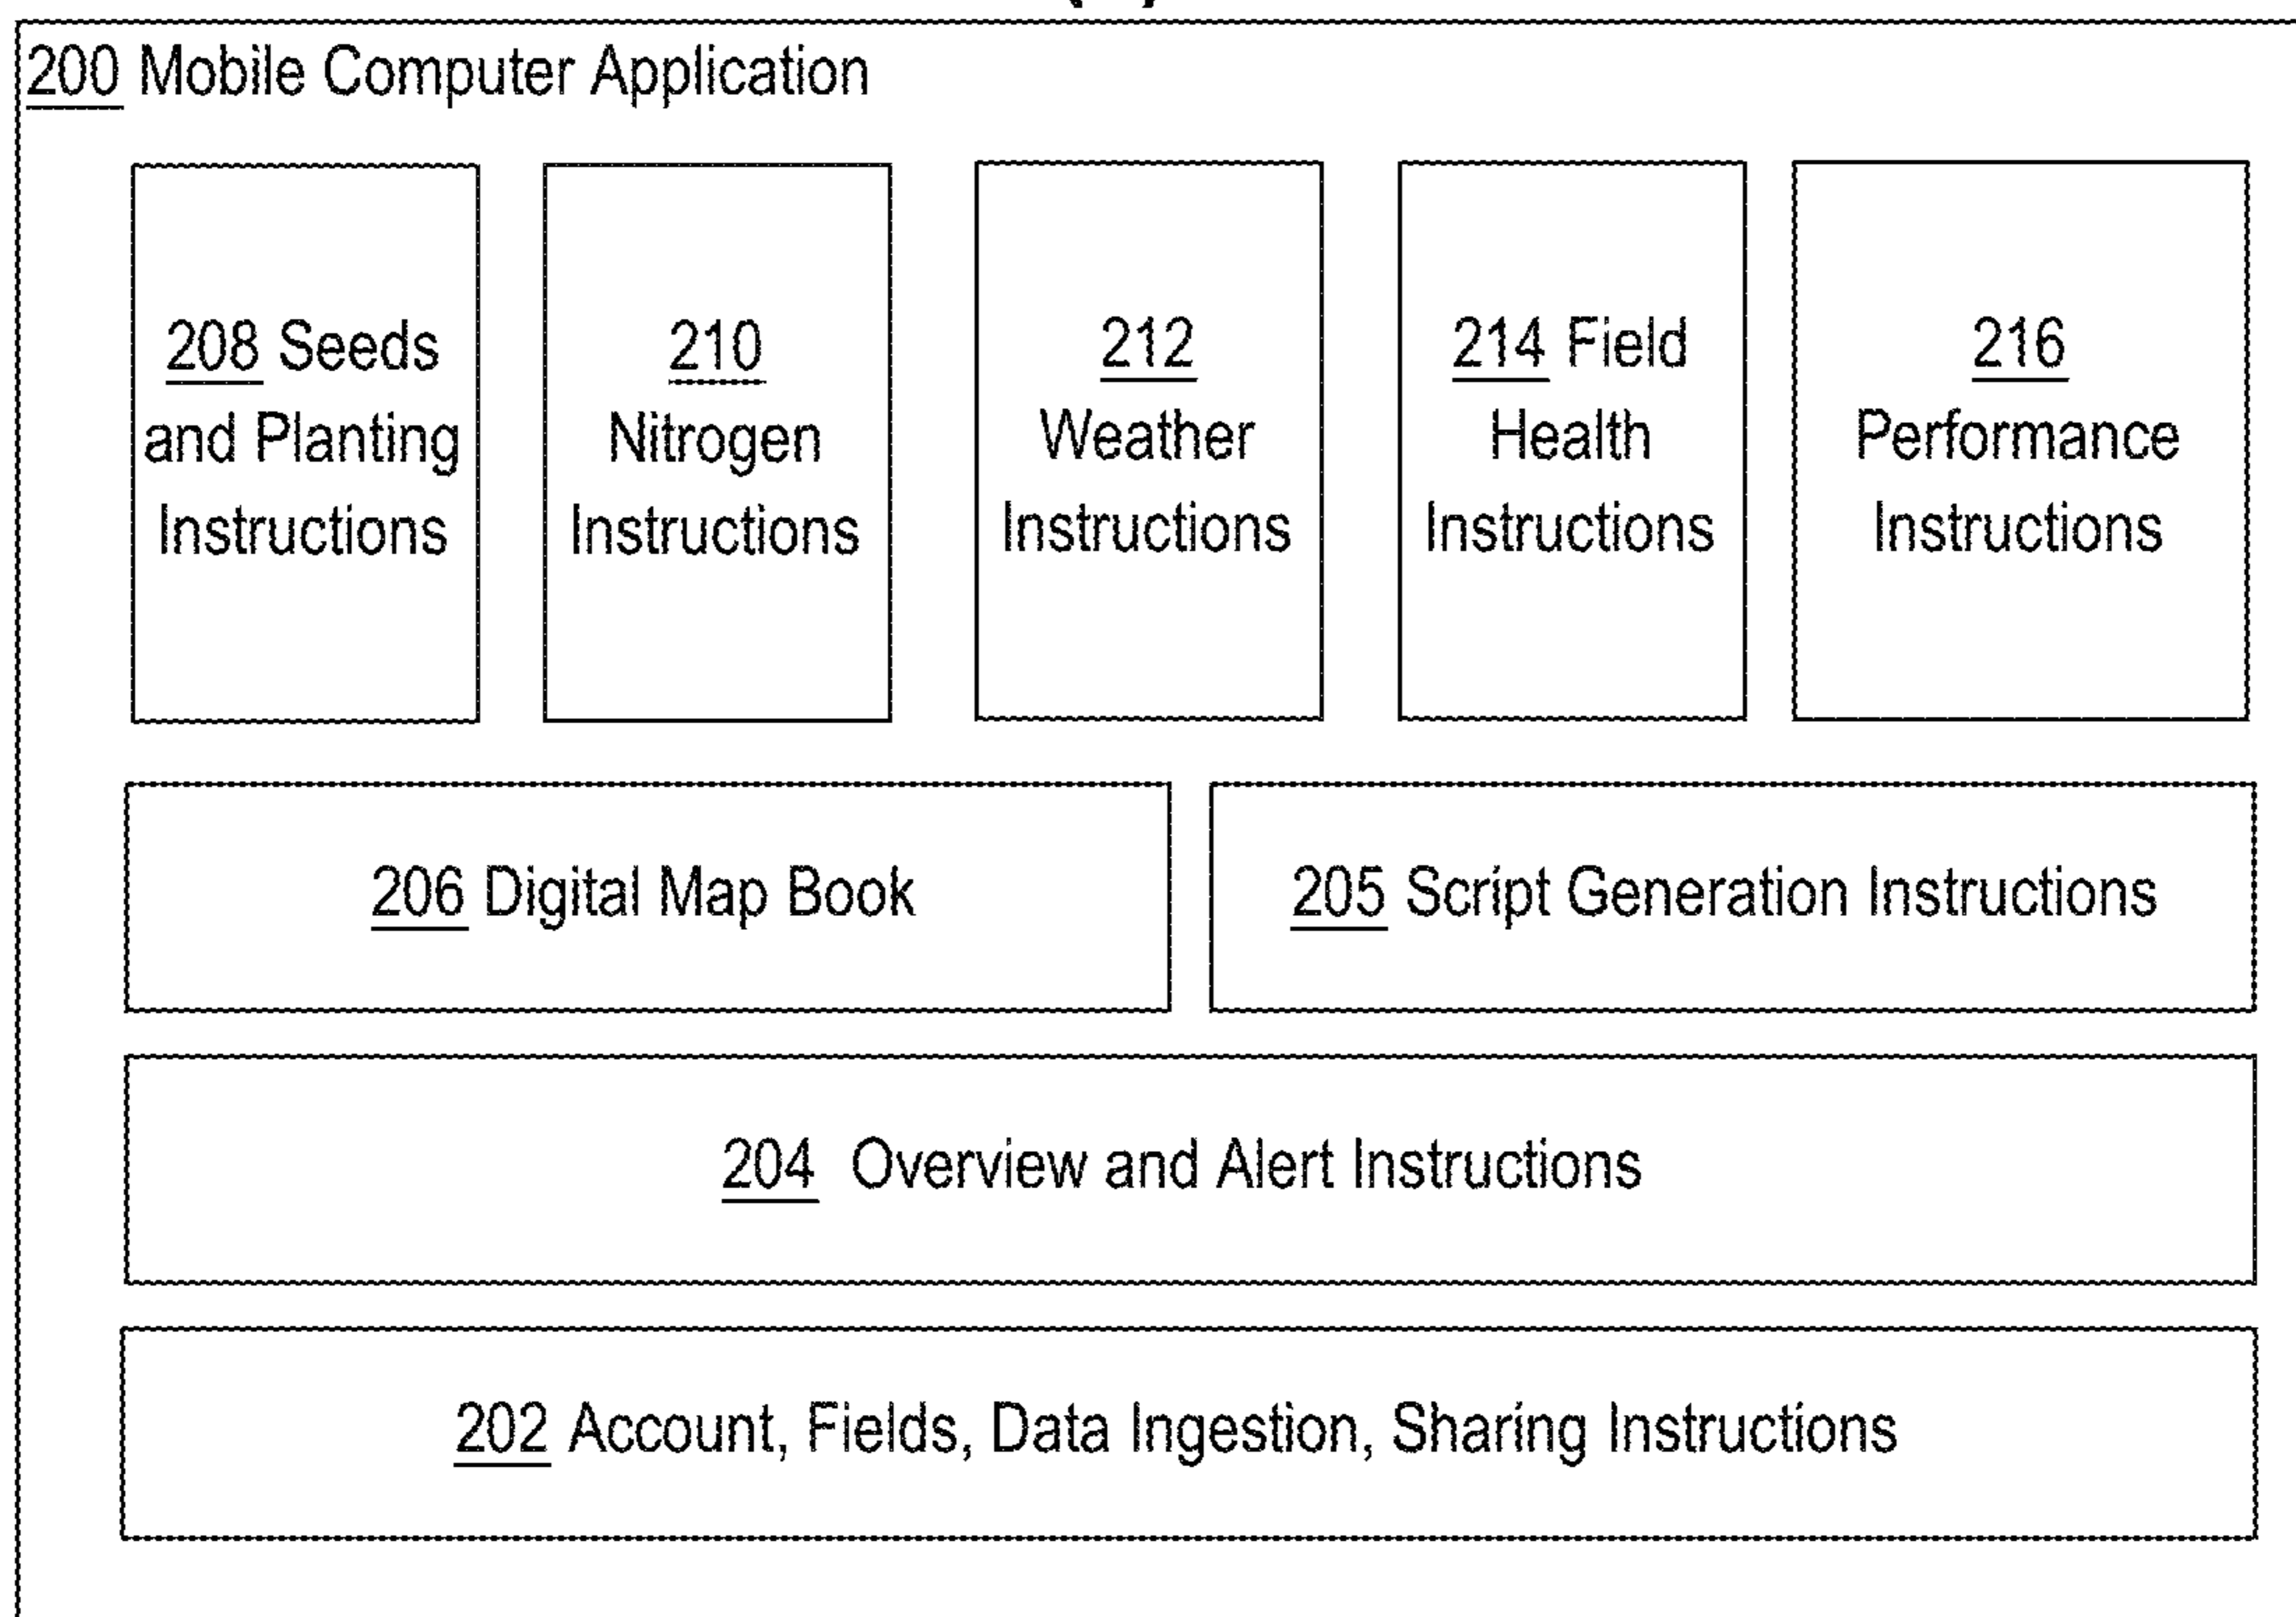 200 Mobile Computer Application
208 Seeds
and Planting
Instructions
210
Nitrogen
Instructions
212
Weather
Instructions
214 Field
Health
Instructions
216
Performance
Instructions
206 Digital Map Book
205 Script Generation Instructions
204 Overview and Alert Instructions
202 Account, Fields, Data Ingestion, Sharing Instructions